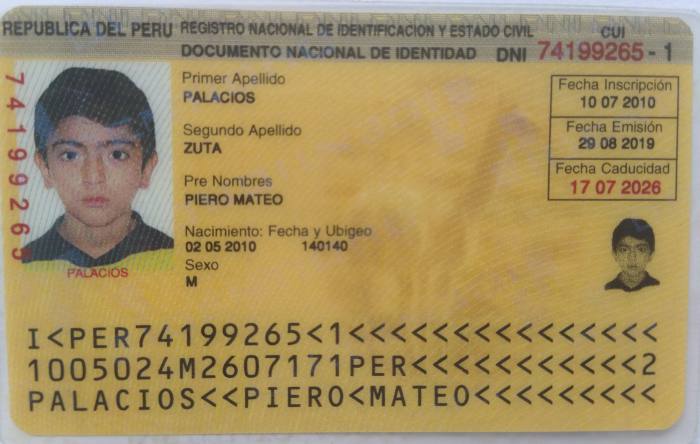 REPUBLICA DEL PERU REGISTRO NACIONAL DE IDENTIFICACION Y ESTADO CIVIL CUI
DOCUMENTO NACIONAL DE IDENTIDAD DNI 74199265 - 1
74199265
Primer Apellido
PALACIOS
Segundo Apellido
ZUTA
Pre Nombres
PIERO MATEO
Nacimiento: Fecha y Ubigeo
02 05 2010 140140
Sexo
M
Fecha Inscripción
10 07 2010
Fecha Emisión
29 08 2019
Fecha Caducidad
17 07 2026
PALACIOS
I<PER74199265<1<<<<<<<<<<<<<<<
1005024M2607171PER<<<<<<<<<<<2
PALACIOS<<PIERO<MATEO<<<<<<<<<